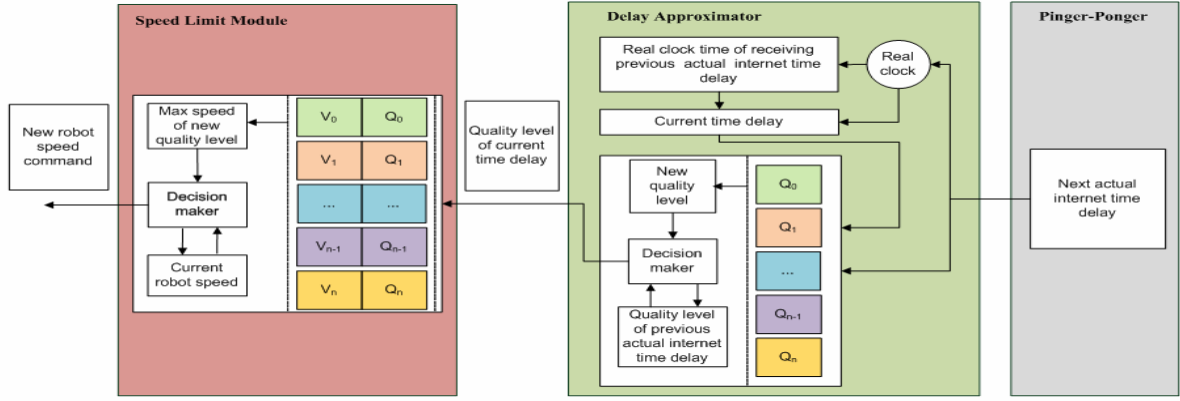 Speed Limit Module
New robot
speed
command
Max speed
of new
quality level
Decision
maker
Current
robot speed
V0 Q0
V1 Q1
... ...
Vn-1 Qn-1
Vn Qn
Quality level
of current
time delay
Delay Approximator
Real clock time of receiving
previous actual internet time
delay
Real
clock
Current time delay
New
quality
level
Decision
maker
Quality level
of previous
actual internet
time delay
Q0
Q1
...
Qn-1
Qn
Pinger-Ponger
Next actual
internet time
delay